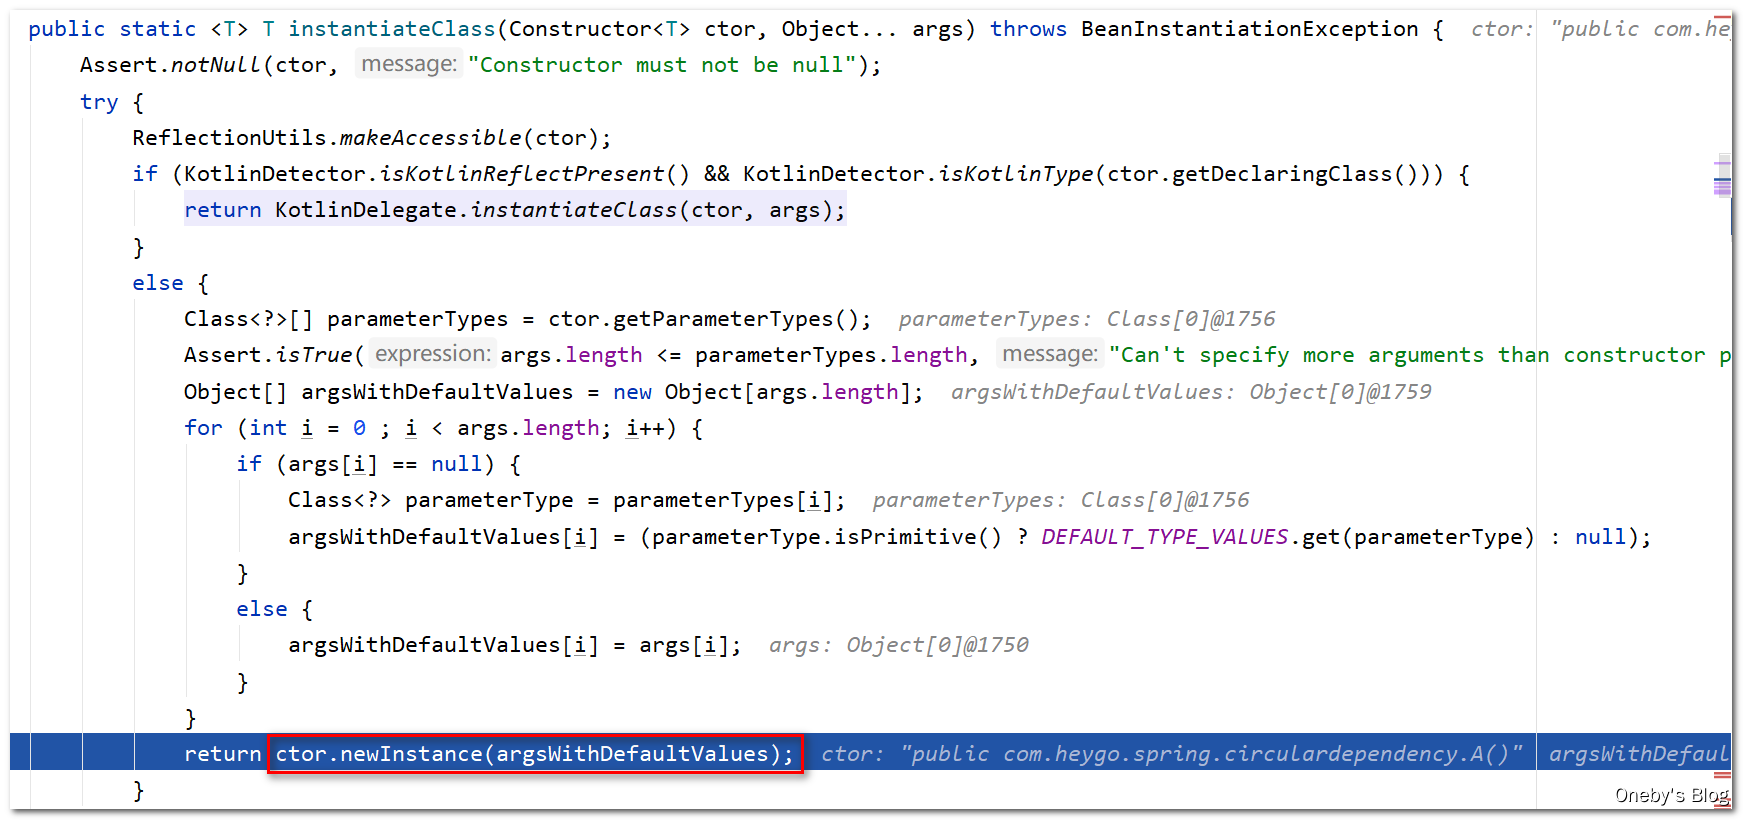 public static <T> T instantiateClass(Constructor<T> ctor, Object... args) throws BeanInstantiationException {  ctor: "public com.hey
Assert.notNull(ctor, message: "Constructor must not be null");
try {
ReflectionUtils.makeAccessible(ctor);
if (KotlinDetector.isKotlinReflectPresent() && KotlinDetector.isKotlinType(ctor.getDeclaringClass())) {
return KotlinDelegate.instantiateClass(ctor, args);
}
else {
Class<?>[] parameterTypes = ctor.getParameterTypes();  parameterTypes: Class[0]@1756
Assert.isTrue( expression: args.length <= parameterTypes.length,  message: "Can't specify more arguments than constructor p
Object[] argsWithDefaultValues = new Object[args.length];  argsWithDefaultValues: Object[0]@1759
for (int i = 0 ; i < args.length; i++) {
if (args[i] == null) {
Class<?> parameterType = parameterTypes[i];  parameterTypes: Class[0]@1756
argsWithDefaultValues[i] = (parameterType.isPrimitive() ? DEFAULT_TYPE_VALUES.get(parameterType) : null);
}
else {
argsWithDefaultValues[i] = args[i];  args: Object[0]@1750
}
}
return ctor.newInstance(argsWithDefaultValues);  ctor: "public com.heygo.spring.circulardependency.A()"  argsWithDefaul
}
Oneby's Blog